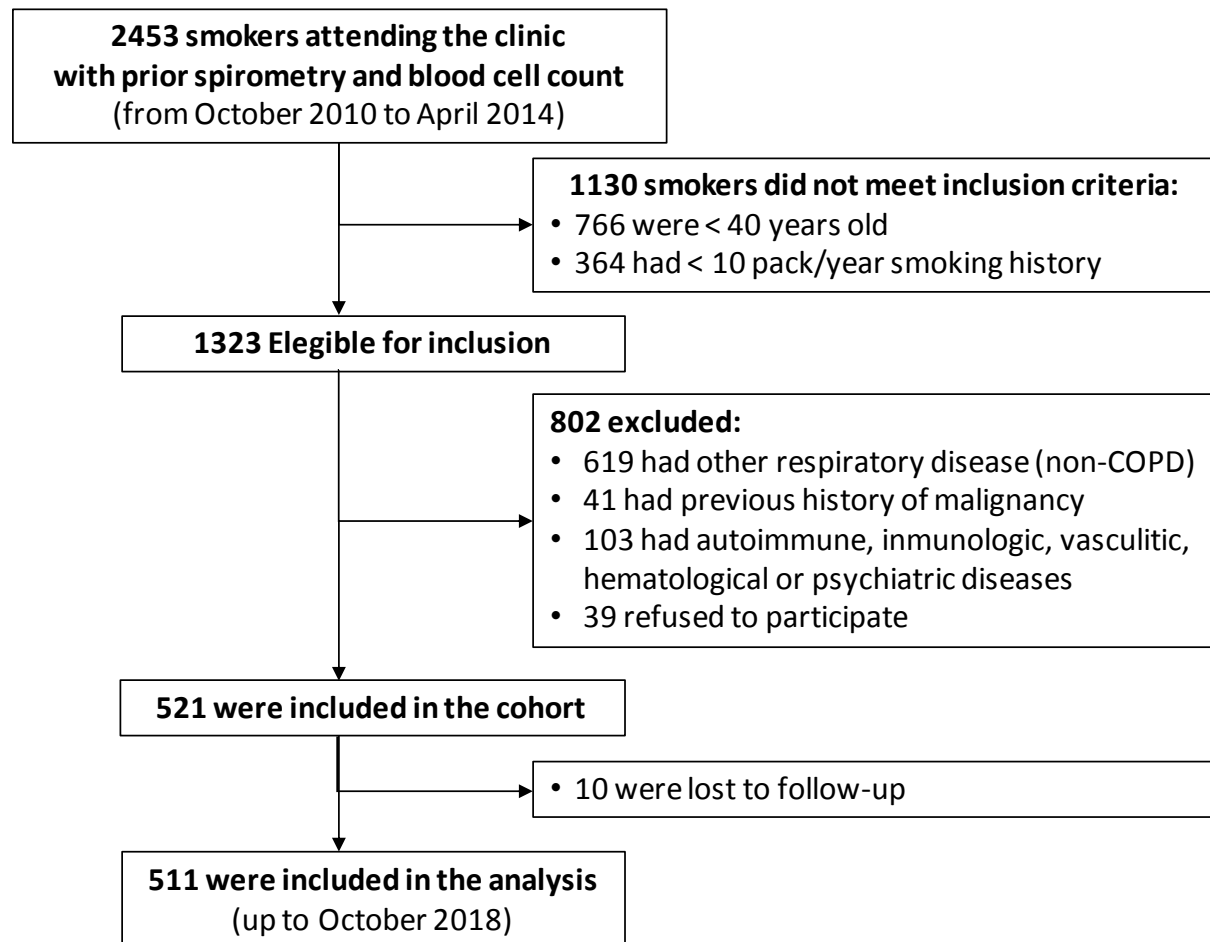 2453 smokers attending the clinic
with prior spirometry and blood cell count
(from October 2010 to April 2014)
1130 smokers did not meet inclusion criteria:
• 766 were < 40 years old
• 364 had < 10 pack/year smoking history
1323 Elegible for inclusion
802 excluded:
• 619 had other respiratory disease (non-COPD)
• 41 had previous history of malignancy
• 103 had autoimmune, inmunologic, vasculitic,
hematological or psychiatric diseases
• 39 refused to participate
521 were included in the cohort
• 10 were lost to follow-up
511 were included in the analysis
(up to October 2018)